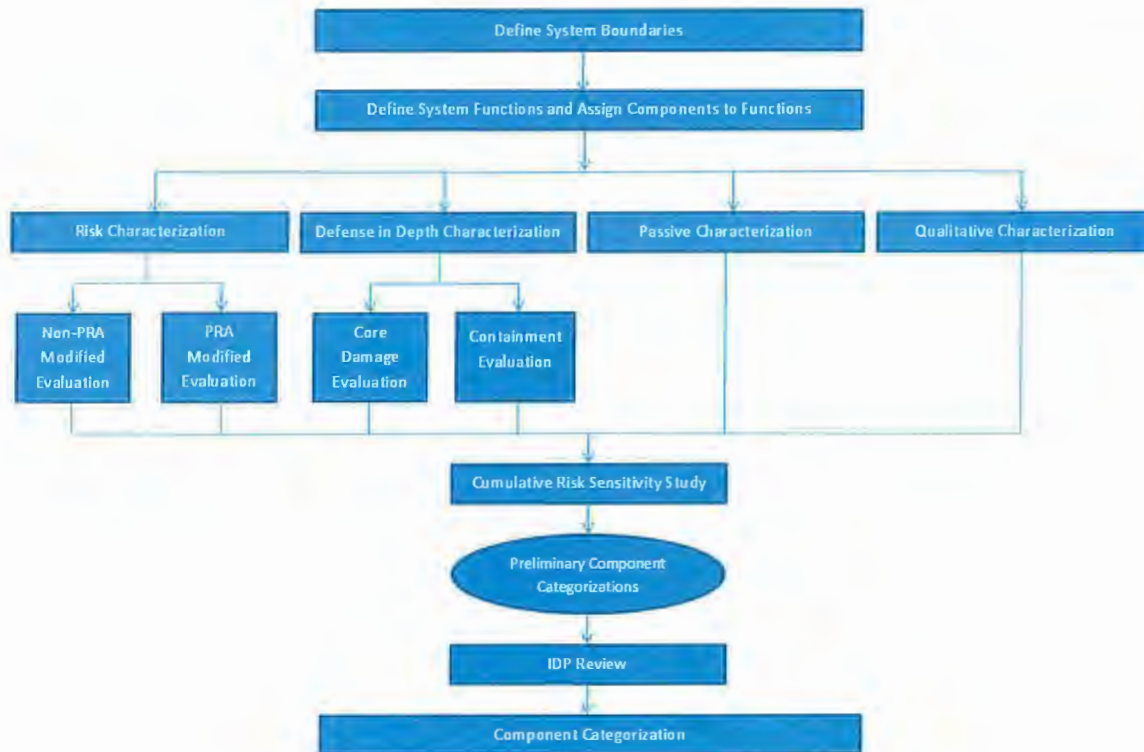 Define System Boundaries
Define System Functions and Assign Components to Functions
Risk Characterization
Defense in Depth Characterization
Passive Characterization
Qualitative Characterization
Non-PRA
Modified
Evaluation
PRA
Modified
Evaluation
Core
Damage
Evaluation
Containment
Evaluation
Cumulative Risk Sensitivity Study
Preliminary Component
Categorizations
IDP Review
Component Categorization